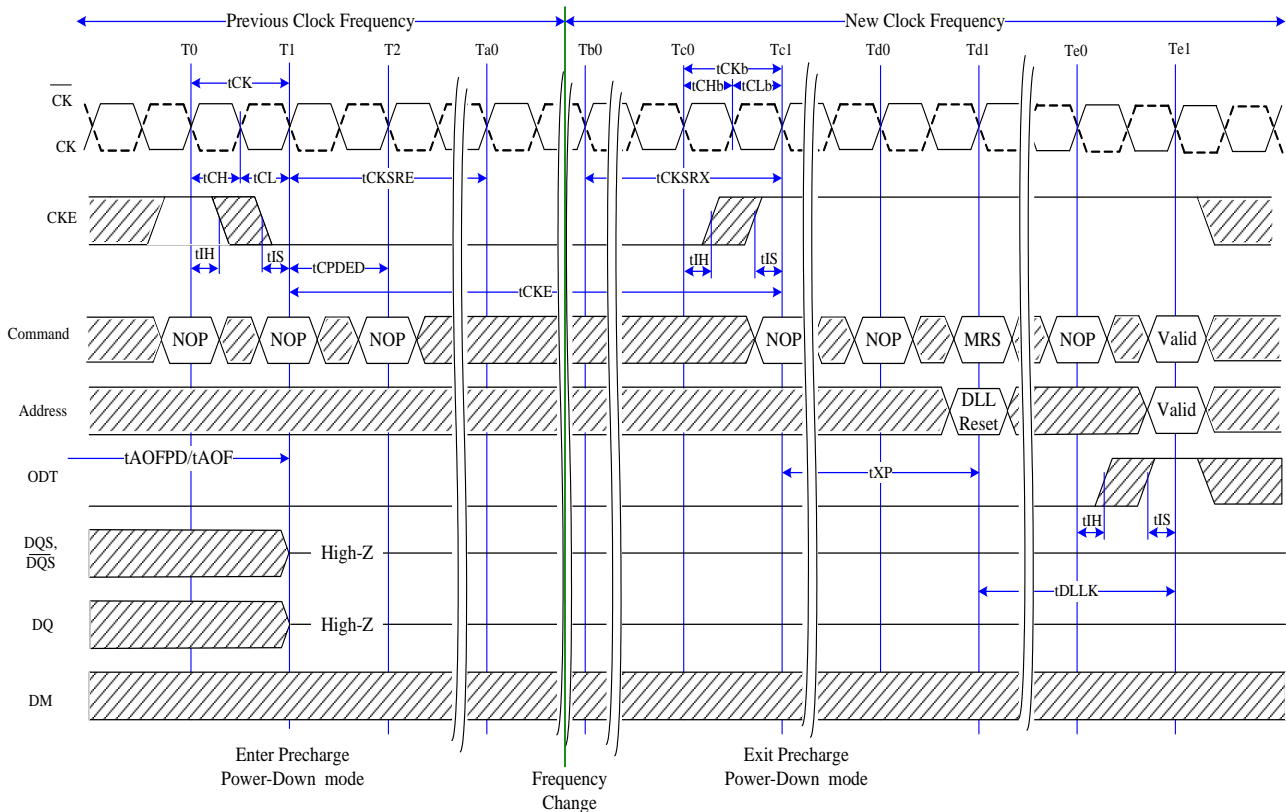 Previous Clock Frequency New Clock Frequency
T0 T1 T2 Ta0 Tb0 Tc0 Tc1 Td0 Td1 Te0 Te1
tCK tCKb
tCHb tCLb
CK
CK
tCH tCL tCKSRE tCKSRX
CKE
tIH tIS tCPDED tIH tIS
tCKE
Command NOP NOP NOP NOP NOP MRS NOP Valid
Address DLL Reset Valid
tAOFPD/tAOF
ODT tXP
tIH tIS
DQS,
DQS
High-Z
tDLLK
DQ High-Z
DM
Enter Precharge
Power-Down mode
Frequency
Change
Exit Precharge
Power-Down mode